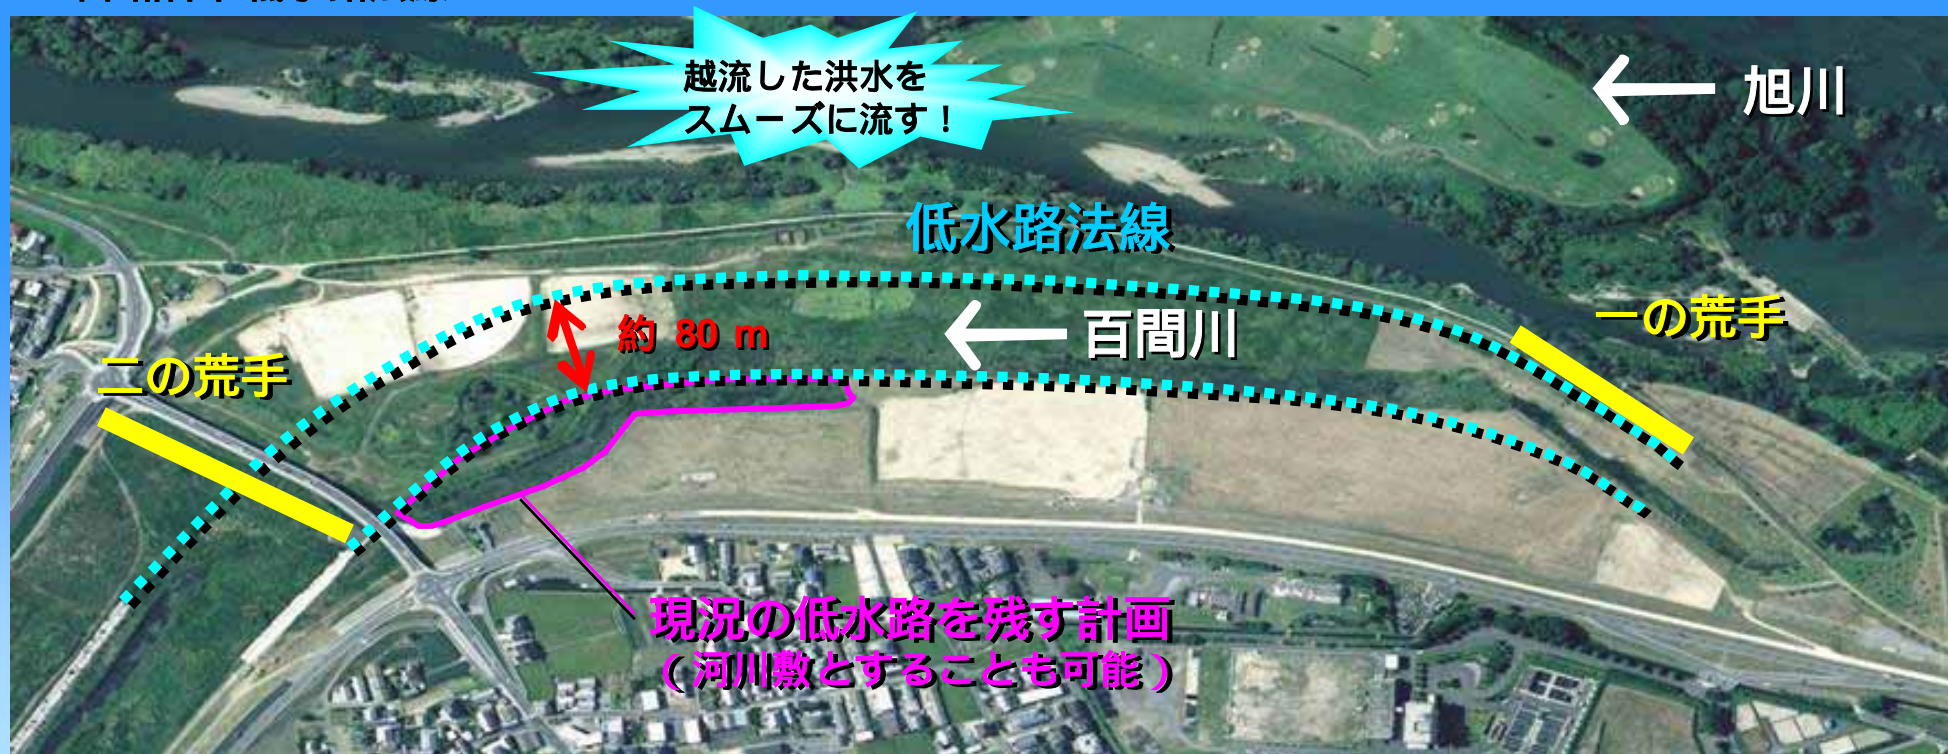 越流した洪水を
スムーズに流す！
旭川
低水路法線
一の荒手
約 80 m
百間川
二の荒手
現況の低水路を残す計画
（河川敷とすることも可能）